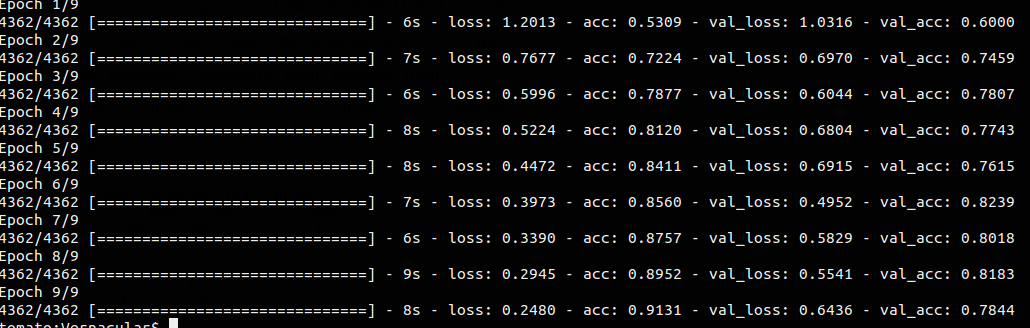 Epoch 1/9
4362/4362 [==============================] - 6s - loss: 1.2013 - acc: 0.5309 - val_loss: 1.0316 - val_acc: 0.6000
Epoch 2/9
4362/4362 [==============================] - 7s - loss: 0.7677 - acc: 0.7224 - val_loss: 0.6970 - val_acc: 0.7459
Epoch 3/9
4362/4362 [==============================] - 6s - loss: 0.5996 - acc: 0.7877 - val_loss: 0.6044 - val_acc: 0.7807
Epoch 4/9
4362/4362 [==============================] - 8s - loss: 0.5224 - acc: 0.8120 - val_loss: 0.6804 - val_acc: 0.7743
Epoch 5/9
4362/4362 [==============================] - 8s - loss: 0.4472 - acc: 0.8411 - val_loss: 0.6915 - val_acc: 0.7615
Epoch 6/9
4362/4362 [==============================] - 7s - loss: 0.3973 - acc: 0.8560 - val_loss: 0.4952 - val_acc: 0.8239
Epoch 7/9
4362/4362 [==============================] - 6s - loss: 0.3390 - acc: 0.8757 - val_loss: 0.5829 - val_acc: 0.8018
Epoch 8/9
4362/4362 [==============================] - 9s - loss: 0.2945 - acc: 0.8952 - val_loss: 0.5541 - val_acc: 0.8183
Epoch 9/9
4362/4362 [==============================] - 8s - loss: 0.2480 - acc: 0.9131 - val_loss: 0.6436 - val_acc: 0.7844